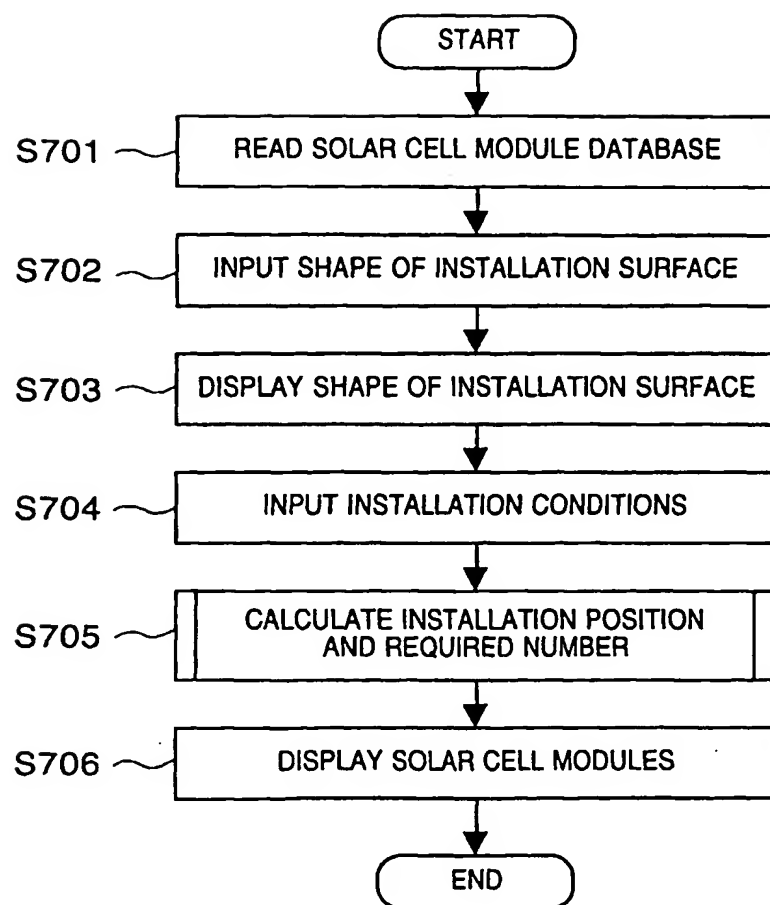 START
S701 READ SOLAR CELL MODULE DATABASE
S702 INPUT SHAPE OF INSTALLATION SURFACE
S703 DISPLAY SHAPE OF INSTALLATION SURFACE
S704 INPUT INSTALLATION CONDITIONS
S705 CALCULATE INSTALLATION POSITION
AND REQUIRED NUMBER
S706 DISPLAY SOLAR CELL MODULES
END